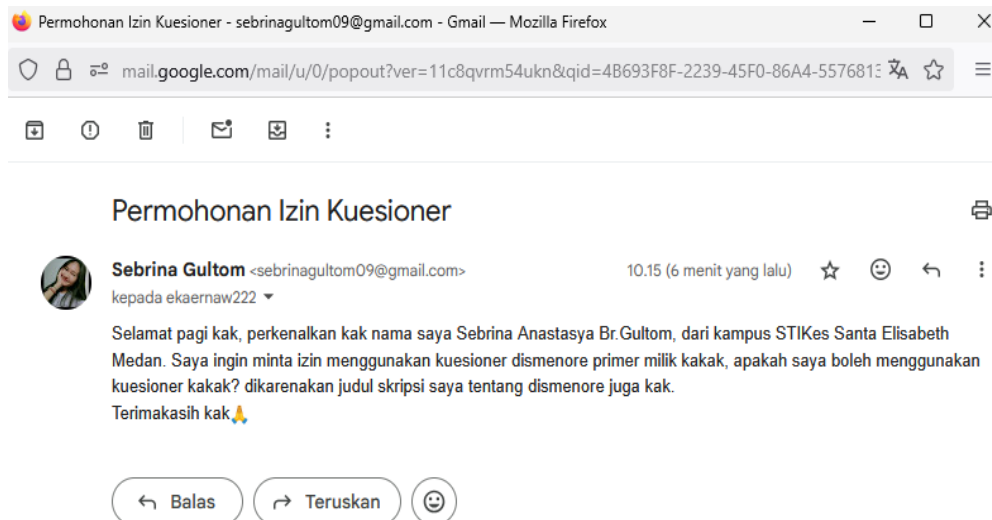 Permohonan Izin Kuesioner - sebrinagultom09@gmail.com - Gmail — Mozilla Firefox
mail.google.com/mail/u/0/popout?ver=11c8qvrm54ukn&qid=4B693F8F-2239-45F0-86A4-5576813
Permohonan Izin Kuesioner
Sebrina Gultom <sebrinagultom09@gmail.com> 10.15 (6 menit yang lalu)
kepada ekaernaw222
Selamat pagi kak, perkenalkan kak nama saya Sebrina Anastasya Br.Gultom, dari kampus STIKes Santa Elisabeth
Medan. Saya ingin minta izin menggunakan kuesioner dismenore primer milik kakak, apakah saya boleh menggunakan
kuesioner kakak? dikarenakan judul skripsi saya tentang dismenore juga kak.
Terimakasih kak🙏
Balas Teruskan